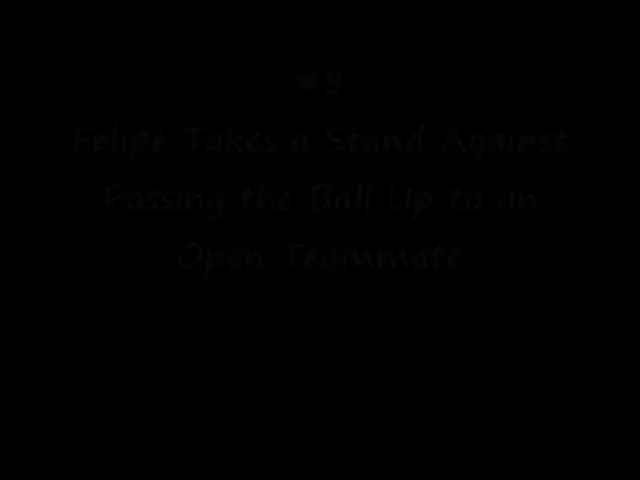 #8
Felipe Takes a Stand Against
Passing the Ball Up to an
Open Teammate